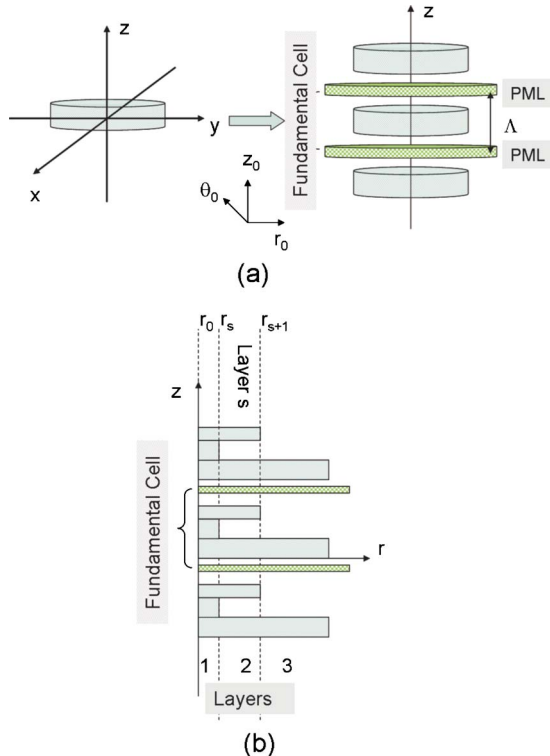 z
y
x
z
Fundamental Cell
PML
Λ
PML
z₀
θ₀
r₀
(a)
r₀ rₛ rₛ₊₁
Layer s
z
Fundamental Cell
r
1 2 3
Layers
(b)